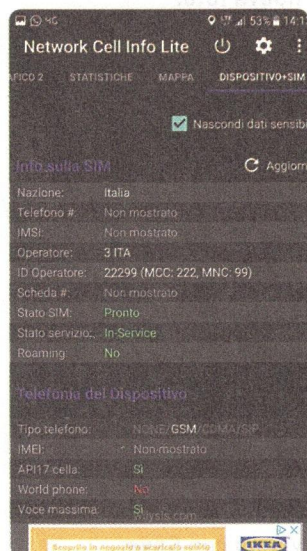 4G 53% 14:1
Network Cell Info Lite
AFICO 2 STATISTICHE MAPPA DISPOSITIVO+SIM
Nascondi dati sensib
Info sulla SIM Aggiorn
Nazione: Italia
Telefono # Non mostrato
IMSI: Non mostrato
Operatore: 3 ITA
ID Operatore: 22299 (MCC: 222, MNC: 99)
Scheda #: Non mostrato
Stato SIM: Pronto
Stato servizio: In-Service
Roaming: No
Telefonia del Dispositivo
Tipo telefono: NONE/GSM/CDMA/SIP
IMEI: Non mostrato
API17 cella: Sì
World phone: No
Voce massima: Sì
IKEA